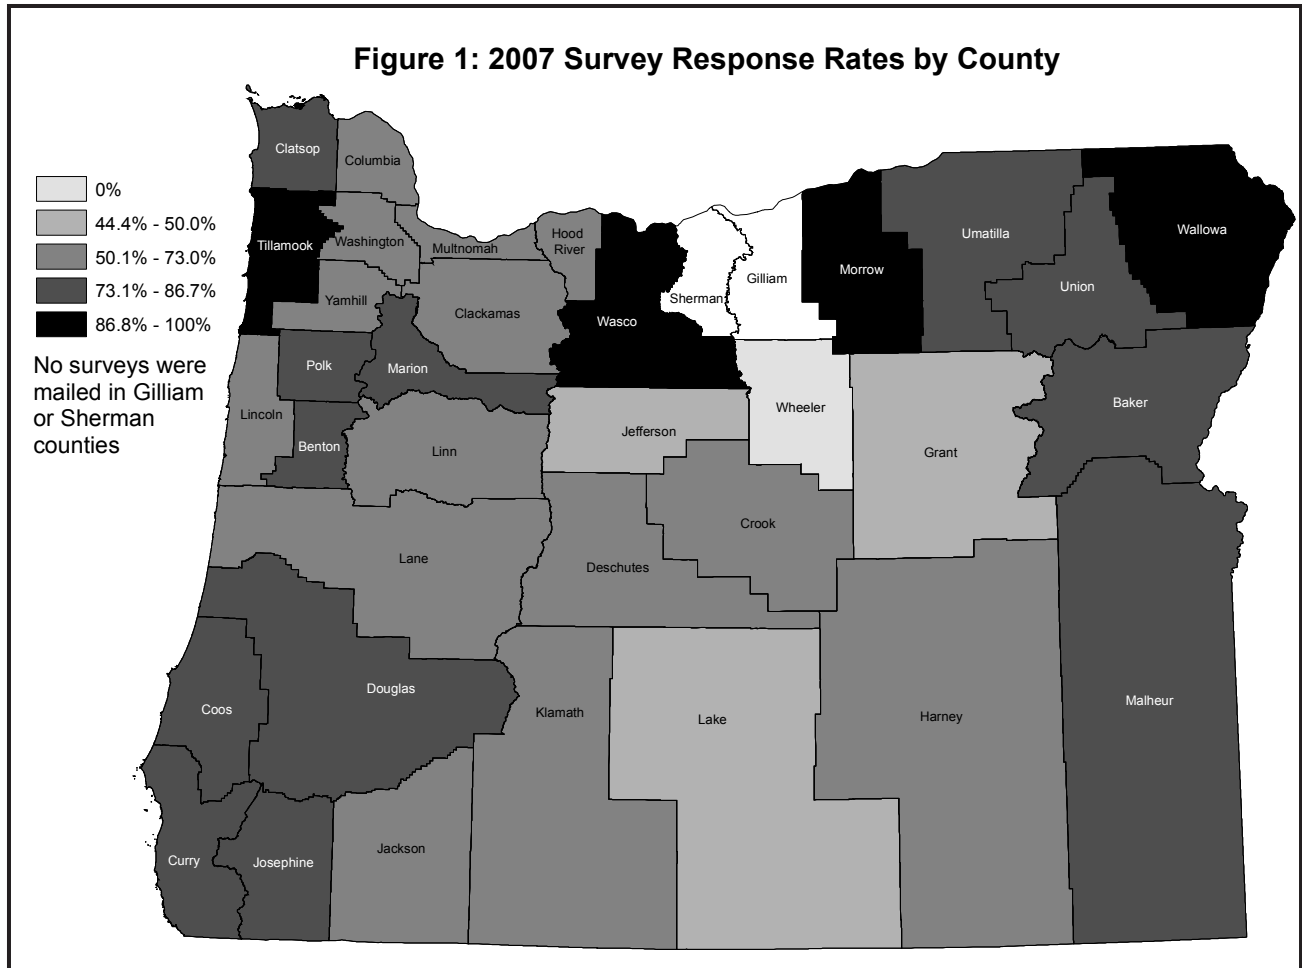 Figure 1: 2007 Survey Response Rates by County
0%
44.4% - 50.0%
50.1% - 73.0%
73.1% - 86.7%
86.8% - 100%
No surveys were
mailed in Gilliam
or Sherman
counties
Clatsop
Columbia
Tillamook
Washington
Multnomah
Hood
River
Yamhill
Clackamas
Wasco
Sherman
Gilliam
Morrow
Umatilla
Union
Wallowa
Polk
Marion
Lincoln
Benton
Linn
Jefferson
Wheeler
Grant
Baker
Lane
Deschutes
Crook
Coos
Douglas
Klamath
Lake
Harney
Malheur
Curry
Josephine
Jackson